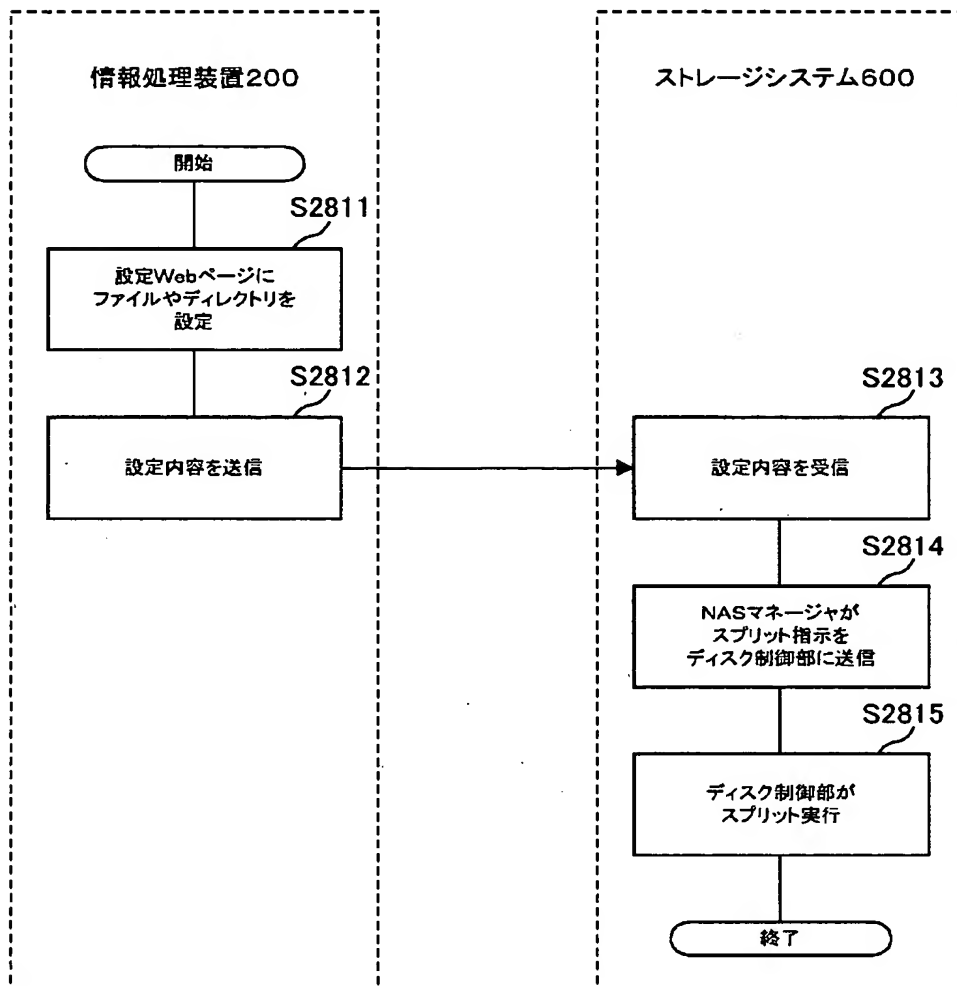 情報処理装置200
開始
S2811
設定Webページに
ファイルやディレクトリを
設定
S2812
設定内容を送信
ストレージシステム600
S2813
設定内容を受信
S2814
NASマネージャが
スプリット指示を
ディスク制御部に送信
S2815
ディスク制御部が
スプリット実行
終了